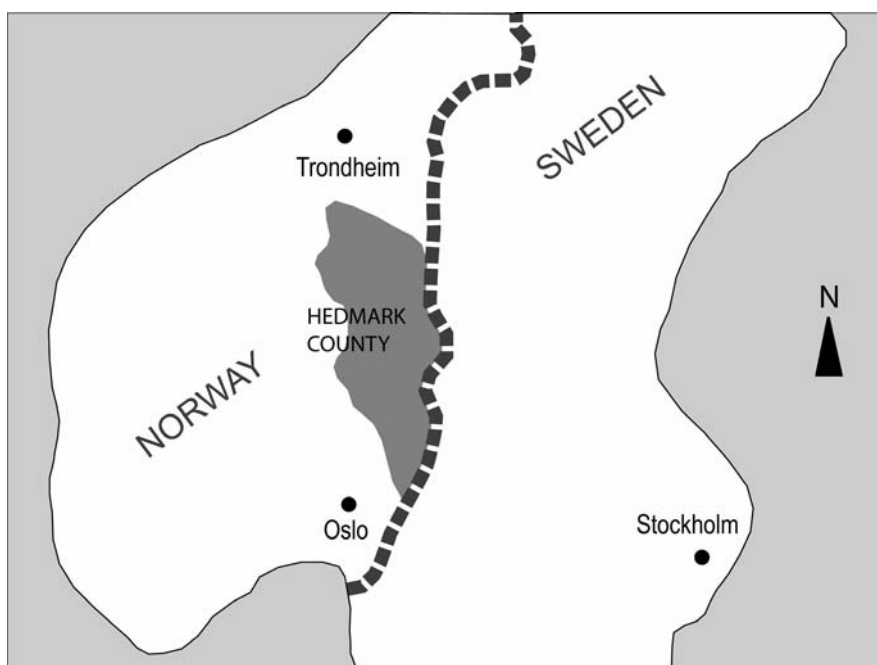 SWEDEN
Trondheim
N
HEDMARK
COUNTY
NORWAY
Oslo
Stockholm